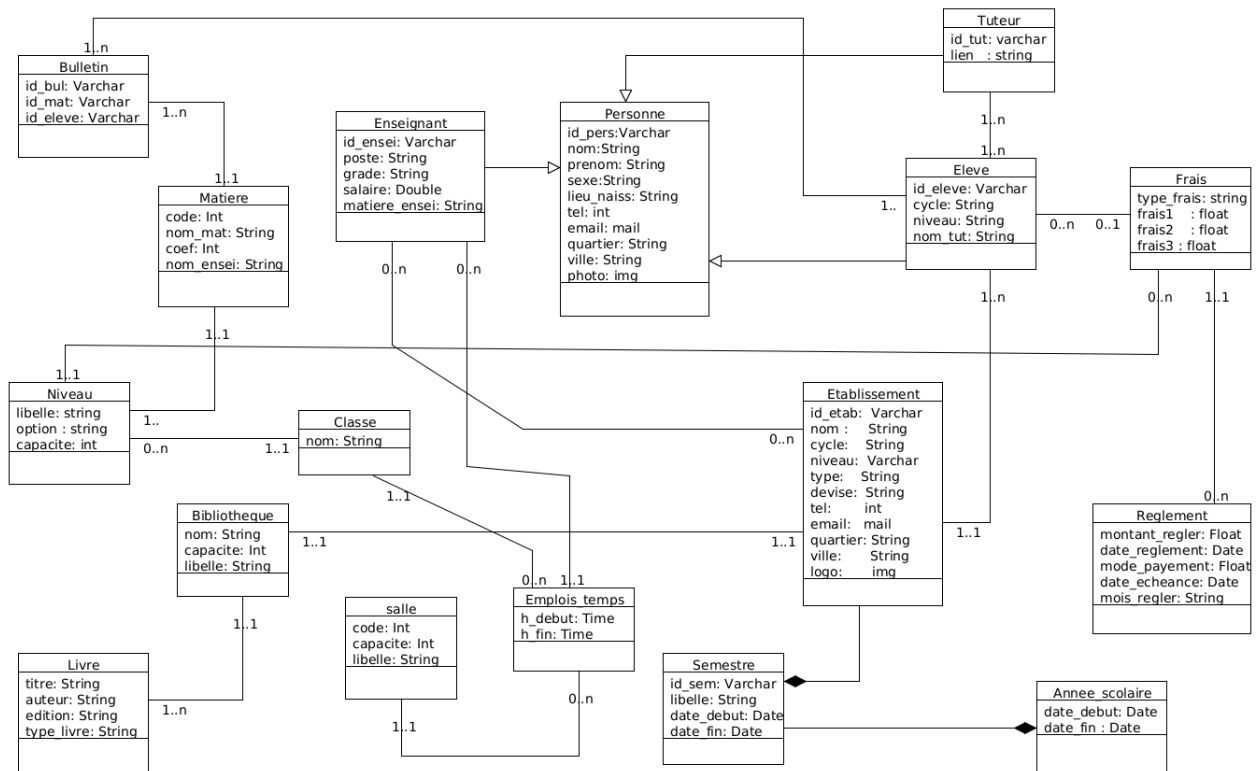 Tuteur
id_tut: varchar
lien : string
1..n
Bulletin
id_bul: Varchar
id_mat: Varchar
id_eleve: Varchar
1..n
1..1
Matiere
code: Int
nom_mat: String
coef: Int
nom_ensei: String
1..1
Enseignant
id_ensei: Varchar
poste: String
grade: String
salaire: Double
matiere_ensei: String
0..n
0..n
Personne
id_pers:Varchar
nom:String
prenom: String
sexe:String
lieu_naiss: String
tel: int
email: mail
quartier: String
ville: String
photo: img
1..n
1..n
Eleve
id_eleve: Varchar
cycle: String
niveau: String
nom_tut: String
1..
0..n
0..1
1..n
Frais
type_frais: string
frais1 : float
frais2 : float
frais3 : float
0..n
1..1
1..1
Niveau
libelle: string
option : string
capacite: int
1..
0..n
1..1
Classe
nom: String
1..1
Etablissement
id_etab: Varchar
nom : String
cycle: String
niveau: Varchar
type: String
devise: String
tel: int
email: mail
quartier: String
ville: String
logo: img
0..n
1..1
1..1
0..n
Reglement
montant_regler: Float
date_reglement: Date
mode_payement: Float
date_echeance: Date
mois_regler: String
Bibliotheque
nom: String
capacite: Int
libelle: String
1..1
1..1
0..n
1..1
Emplois_temps
h_debut: Time
h_fin: Time
0..n
salle
code: Int
capacite: Int
libelle: String
1..1
Livre
titre: String
auteur: String
edition: String
type_livre: String
1..n
Semestre
id_sem: Varchar
libelle: String
date_debut: Date
date_fin: Date
Annee_scolaire
date_debut: Date
date_fin : Date